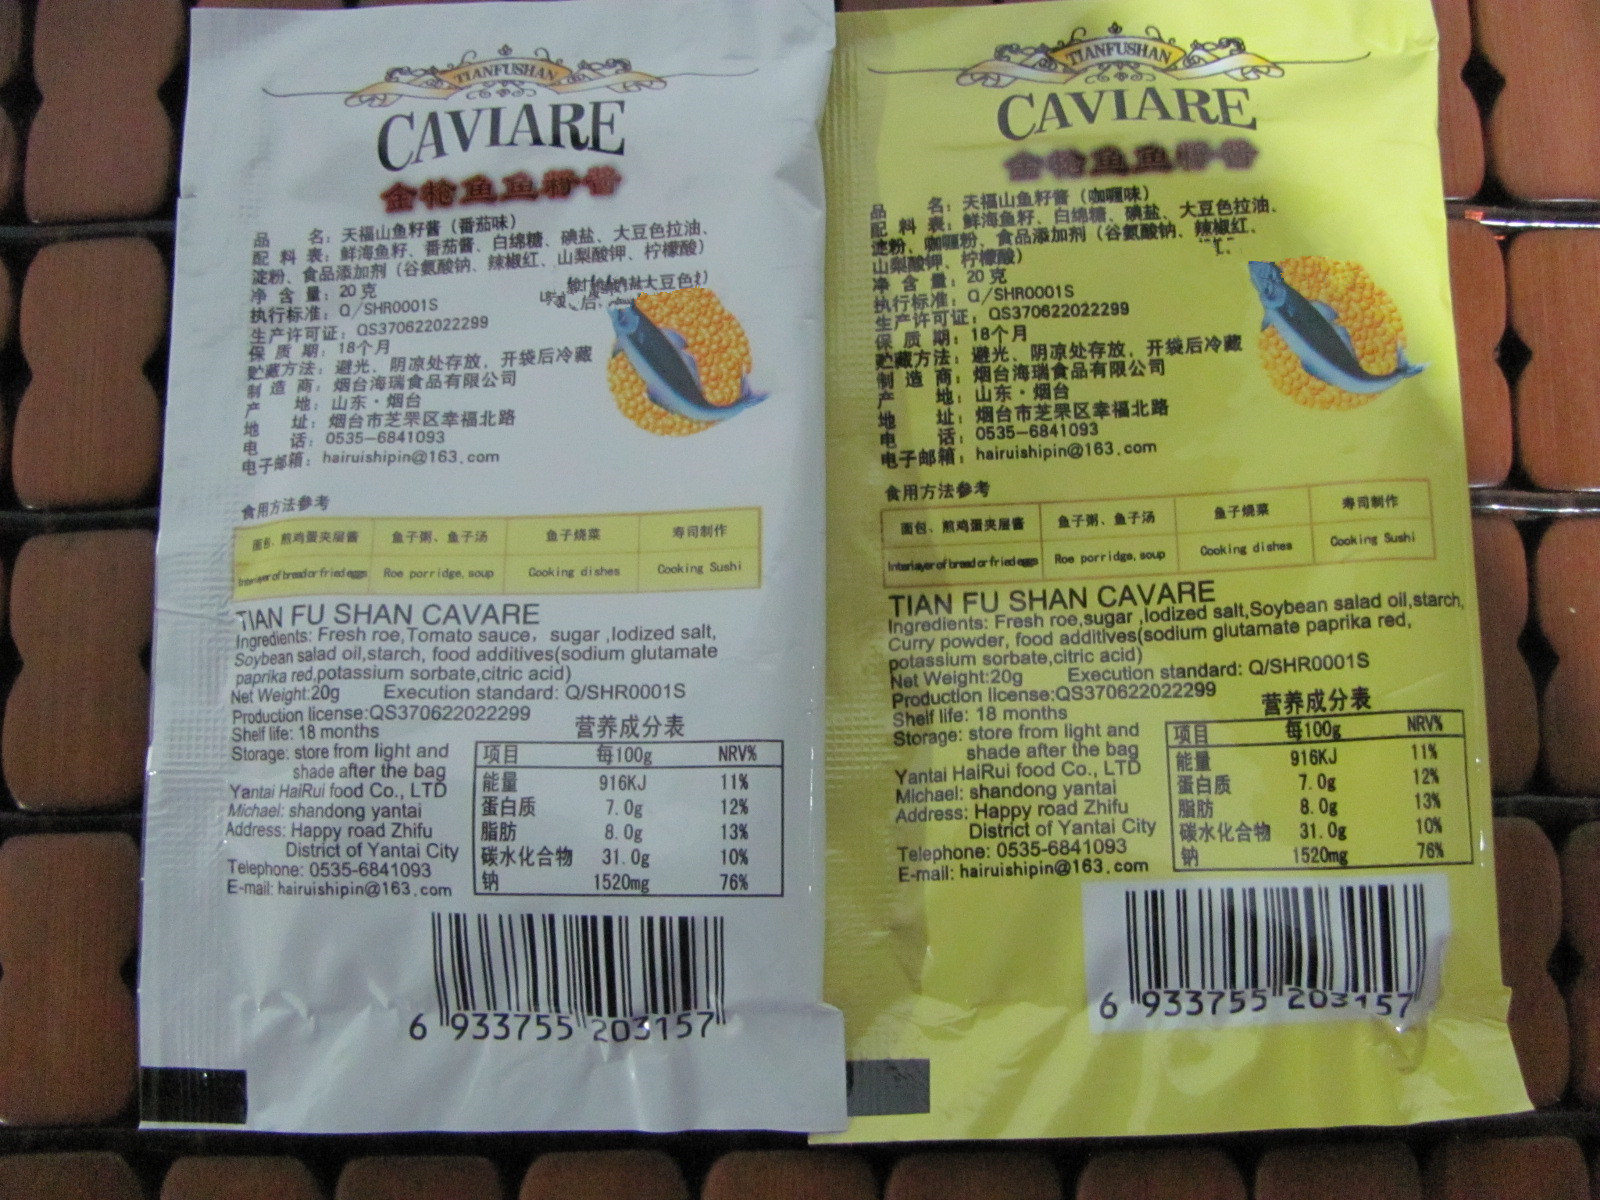 TIANFUSHAN
CAVIARE
金枪鱼鱼籽酱
品 名：天福山鱼籽酱（番茄味）
配 料 表：鲜海鱼籽、番茄酱、白绵糖、碘盐、大豆色拉油、
淀粉、食品添加剂（谷氨酸钠、辣椒红、山梨酸钾、柠檬酸）
净 含 量：20 克
执行标准：Q/SHR0001S
生产许可证：QS370622022299
保 质 期：18个月
贮藏方法：避光、阴凉处存放，开袋后冷藏
制 造 商：烟台海瑞食品有限公司
产 地：山东·烟台
地 址：烟台市芝罘区幸福北路
电 话：0535-6841093
电子邮箱：hairuishipin@163.com
食用方法参考
面包、煎鸡蛋夹层酱 鱼子粥、鱼子汤 鱼子烧菜 寿司制作
Interlayer of bread or fried eggs Roe porridge, soup Cooking dishes Cooking Sushi
TIAN FU SHAN CAVARE
Ingredients: Fresh roe,Tomato sauce, sugar ,Iodized salt,
Soybean salad oil,starch, food additives(sodium glutamate
paprika red,potassium sorbate,citric acid)
Net Weight:20g Execution standard: Q/SHR0001S
Production license:QS370622022299
Shelf life: 18 months
Storage: store from light and
shade after the bag
Yantai HaiRui food Co., LTD
Michael: shandong yantai
Address: Happy road Zhifu
District of Yantai City
Telephone: 0535-6841093
E-mail: hairuishipin@163.com
营养成分表
项目 每100g NRV%
能量 916KJ 11%
蛋白质 7.0g 12%
脂肪 8.0g 13%
碳水化合物 31.0g 10%
钠 1520mg 76%
6 933755 203157
TIANFUSHAN
CAVIARE
金枪鱼鱼籽酱
品 名：天福山鱼籽酱（咖喱味）
配 料 表：鲜海鱼籽、白绵糖、碘盐、大豆色拉油、
淀粉、咖喱粉、食品添加剂（谷氨酸钠、辣椒红、
山梨酸钾、柠檬酸）
净 含 量：20 克
执行标准：Q/SHR0001S
生产许可证：QS370622022299
保 质 期：18个月
贮藏方法：避光、阴凉处存放，开袋后冷藏
制 造 商：烟台海瑞食品有限公司
产 地：山东·烟台
地 址：烟台市芝罘区幸福北路
电 话：0535-6841093
电子邮箱：hairuishipin@163.com
食用方法参考
面包、煎鸡蛋夹层酱 鱼子粥、鱼子汤 鱼子烧菜 寿司制作
Interlayer of bread or fried eggs Roe porridge, soup Cooking dishes Cooking Sushi
TIAN FU SHAN CAVARE
Ingredients: Fresh roe,sugar ,Iodized salt,Soybean salad oil,starch,
Curry powder, food additives(sodium glutamate paprika red,
potassium sorbate,citric acid)
Net Weight:20g Execution standard: Q/SHR0001S
Production license:QS370622022299
Shelf life: 18 months
Storage: store from light and
shade after the bag
Yantai HaiRui food Co., LTD
Michael: shandong yantai
Address: Happy road Zhifu
District of Yantai City
Telephone: 0535-6841093
E-mail: hairuishipin@163.com
营养成分表
项目 每100g NRV%
能量 916KJ 11%
蛋白质 7.0g 12%
脂肪 8.0g 13%
碳水化合物 31.0g 10%
钠 1520mg 76%
6 933755 203157